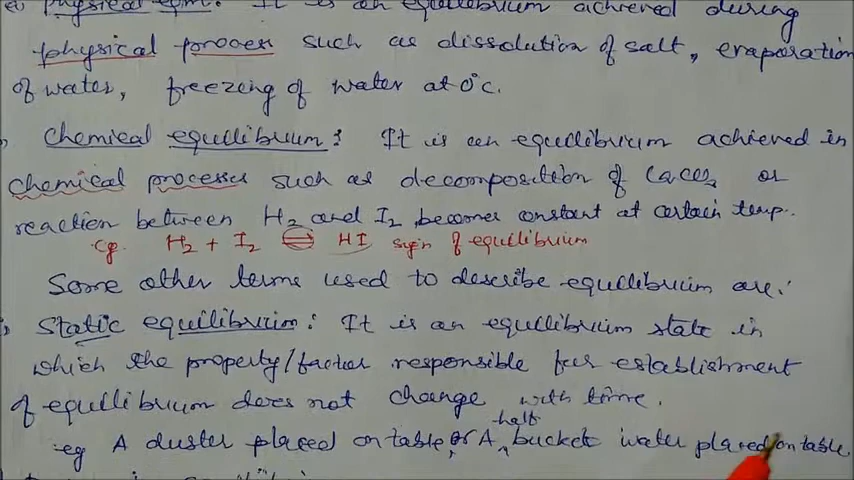 physical eqm. It is an equilibrium achieved during
physical process such as dissolution of salt, evaporation
of water, freezing of water at 0°c.
chemical equilibrium: It is an equilibrium achieved in
chemical processes such as decomposition of or
reaction between H2 and I2 becomes constant at certain temp.
eg. H2 + I2 ⇌ HI sign of equilibrium
Some other terms used to describe equilibrium are:
Static equilibrium: It is an equilibrium state in
which the property/factor responsible for establishment
of equilibrium does not change with time.
half
eg A duster placed on table, or A bucket water placed on table